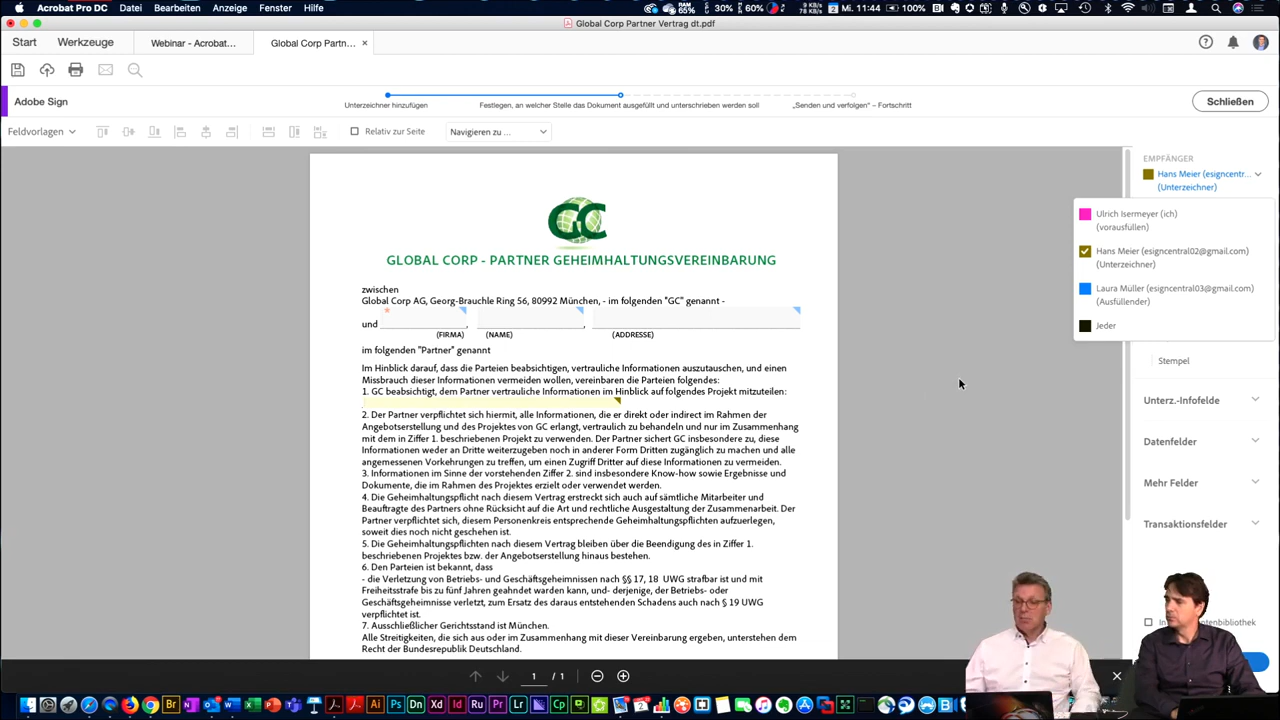 Acrobat Pro DC
Datei
Bearbeiten
Anzeige
Fenster
Hilfe
30%
60%
Mi. 11:44
100%
Global Corp Partner Vertrag dt.pdf
Start
Werkzeuge
Webinar - Acrobat...
Global Corp Partn...
×
Adobe Sign
Unterzeichner hinzufügen
Festlegen, an welcher Stelle das Dokument ausgefüllt und unterschrieben werden soll
„Senden und verfolgen“ – Fortschritt
Schließen
Feldvorlagen
Relativ zur Seite
Navigieren zu ...
EMPFÄNGER
Hans Meier (esigncentr...
(Unterzeichner)
Ulrich Isermeyer (ich)
(vorausfüllen)
Hans Meier (esigncentral02@gmail.com)
(Unterzeichner)
Laura Müller (esigncentral03@gmail.com)
(Ausfüllender)
Jeder
Stempel
Unterz.-Infofelde
Datenfelder
Mehr Felder
Transaktionsfelder
GC
GLOBAL CORP - PARTNER GEHEIMHALTUNGSVEREINBARUNG
zwischen
Global Corp AG, Georg-Brauchle Ring 56, 80992 München, - im folgenden "GC" genannt -
und * , ,
(FIRMA) (NAME) (ADDRESSE)
im folgenden "Partner" genannt
Im Hinblick darauf, dass die Parteien beabsichtigen, vertrauliche Informationen auszutauschen, und einen
Missbrauch dieser Informationen vermeiden wollen, vereinbaren die Parteien folgendes:
1. GC beabsichtigt, dem Partner vertrauliche Informationen im Hinblick auf folgendes Projekt mitzuteilen:
2. Der Partner verpflichtet sich hiermit, alle Informationen, die er direkt oder indirect im Rahmen der
Angebotserstellung und des Projektes von GC erlangt, vertraulich zu behandeln und nur im Zusammenhang
mit dem in Ziffer 1. beschriebenen Projekt zu verwenden. Der Partner sichert GC insbesondere zu, diese
Informationen weder an Dritte weiterzugeben noch in anderer Form Dritten zugänglich zu machen und alle
angemessenen Vorkehrungen zu treffen, um einen Zugriff Dritter auf diese Informationen zu vermeiden.
3. Informationen im Sinne der vorstehenden Ziffer 2. sind insbesondere Know-how sowie Ergebnisse und
Dokumente, die im Rahmen des Projektes erzielt oder verwendet werden.
4. Die Geheimhaltungspflicht nach diesem Vertrag erstreckt sich auch auf sämtliche Mitarbeiter und
Beauftragte des Partners ohne Rücksicht auf die Art und rechtliche Ausgestaltung der Zusammenarbeit. Der
Partner verpflichtet sich, diesem Personenkreis entsprechende Geheimhaltungspflichten aufzuerlegen,
soweit dies noch nicht geschehen ist.
5. Die Geheimhaltungspflichten nach diesem Vertrag bleiben über die Beendigung des in Ziffer 1.
beschriebenen Projektes bzw. der Angebotserstellung hinaus bestehen.
6. Den Parteien ist bekannt, dass
- die Verletzung von Betriebs- und Geschäftsgeheimnissen nach §§ 17, 18 UWG strafbar ist und mit
Freiheitsstrafe bis zu fünf Jahren geahndet warden kann, und- derjenige, der Betriebs- oder
Geschäftsgeheimnisse verletzt, zum Ersatz des daraus entstehenden Schadens auch nach § 19 UWG
verpflichtet ist.
7. Ausschließlicher Gerichtsstand ist München.
Alle Streitigkeiten, die sich aus oder im Zusammenhang mit dieser Vereinbarung ergeben, unterstehen dem
Recht der Bundesrepublik Deutschland.
1 / 1
Br
Ai
Ps
Dn
Xd
Id
Ru
Pr
Lr